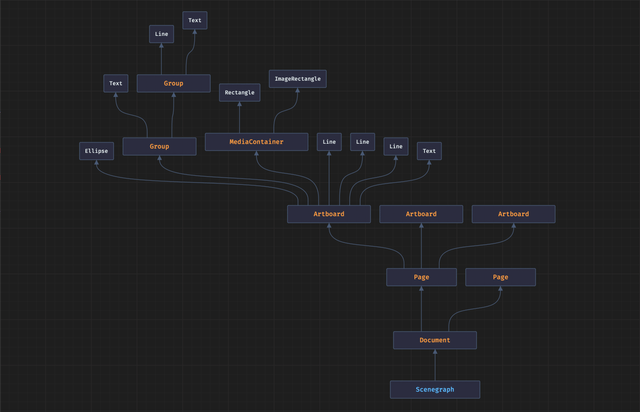 Text
Line
ImageRectangle
Text
Group
Rectangle
MediaContainer
Line
Line
Line
Group
Ellipse
Text
Artboard
Artboard
Artboard
Page
Page
Document
Scenegraph